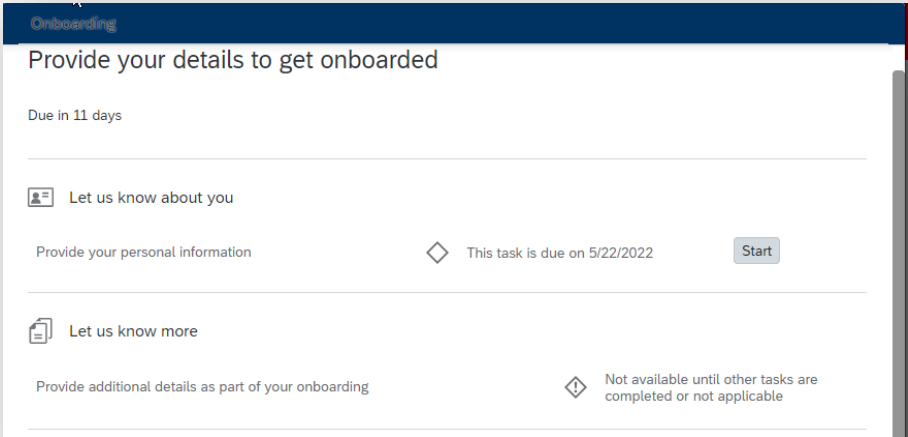 Onboarding
Provide your details to get onboarded
Due in 11 days
Let us know about you
Provide your personal information
This task is due on 5/22/2022
Start
Let us know more
Provide additional details as part of your onboarding
Not available until other tasks are
completed or not applicable